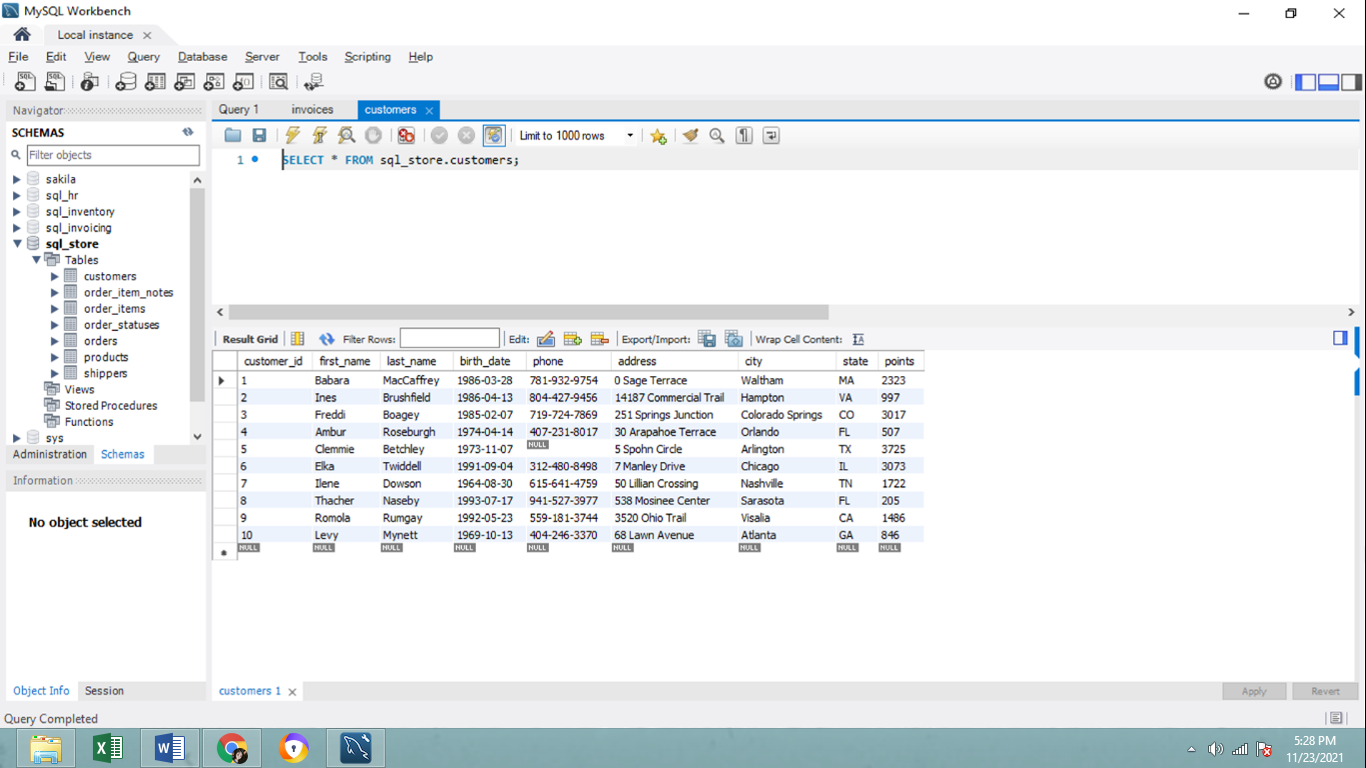 MySQL Workbench
Local instance
File Edit View Query Database Server Tools Scripting Help
Navigator
SCHEMAS
Filter objects
sakila
sql_hr
sql_inventory
sql_invoicing
sql_store
Tables
customers
order_item_notes
order_items
order_statuses
orders
products
shippers
Views
Stored Procedures
Functions
sys
Administration Schemas
Information
No object selected
Object Info Session
Query 1 invoices customers
Limit to 1000 rows
1 SELECT * FROM sql_store.customers;
Result Grid Filter Rows: Edit: Export/Import: Wrap Cell Content:
customer_id first_name last_name birth_date phone address city state points
1 Babara MacCaffrey 1986-03-28 781-932-9754 0 Sage Terrace Waltham MA 2323
2 Ines Brushfield 1986-04-13 804-427-9456 14187 Commercial Trail Hampton VA 997
3 Freddi Boagey 1985-02-07 719-724-7869 251 Springs Junction Colorado Springs CO 3017
4 Ambur Roseburgh 1974-04-14 407-231-8017 30 Arapahoe Terrace Orlando FL 507
5 Clemmie Betchley 1973-11-07 NULL 5 Spohn Circle Arlington TX 3725
6 Elka Twiddell 1991-09-04 312-480-8498 7 Manley Drive Chicago IL 3073
7 Ilene Dowson 1964-08-30 615-641-4759 50 Lillian Crossing Nashville TN 1722
8 Thacher Naseby 1993-07-17 941-527-3977 538 Mosinee Center Sarasota FL 205
9 Romola Rumgay 1992-05-23 559-181-3744 3520 Ohio Trail Visalia CA 1486
10 Levy Mynett 1969-10-13 404-246-3370 68 Lawn Avenue Atlanta GA 846
NULL NULL NULL NULL NULL NULL NULL NULL NULL
customers 1
Apply Revert
Query Completed
5:28 PM
11/23/2021